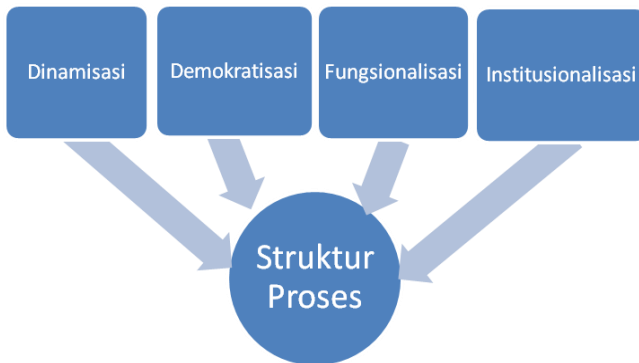 Dinamisasi
Demokratisasi
Fungsionalisasi
Institusionalisasi
Struktur
Proses